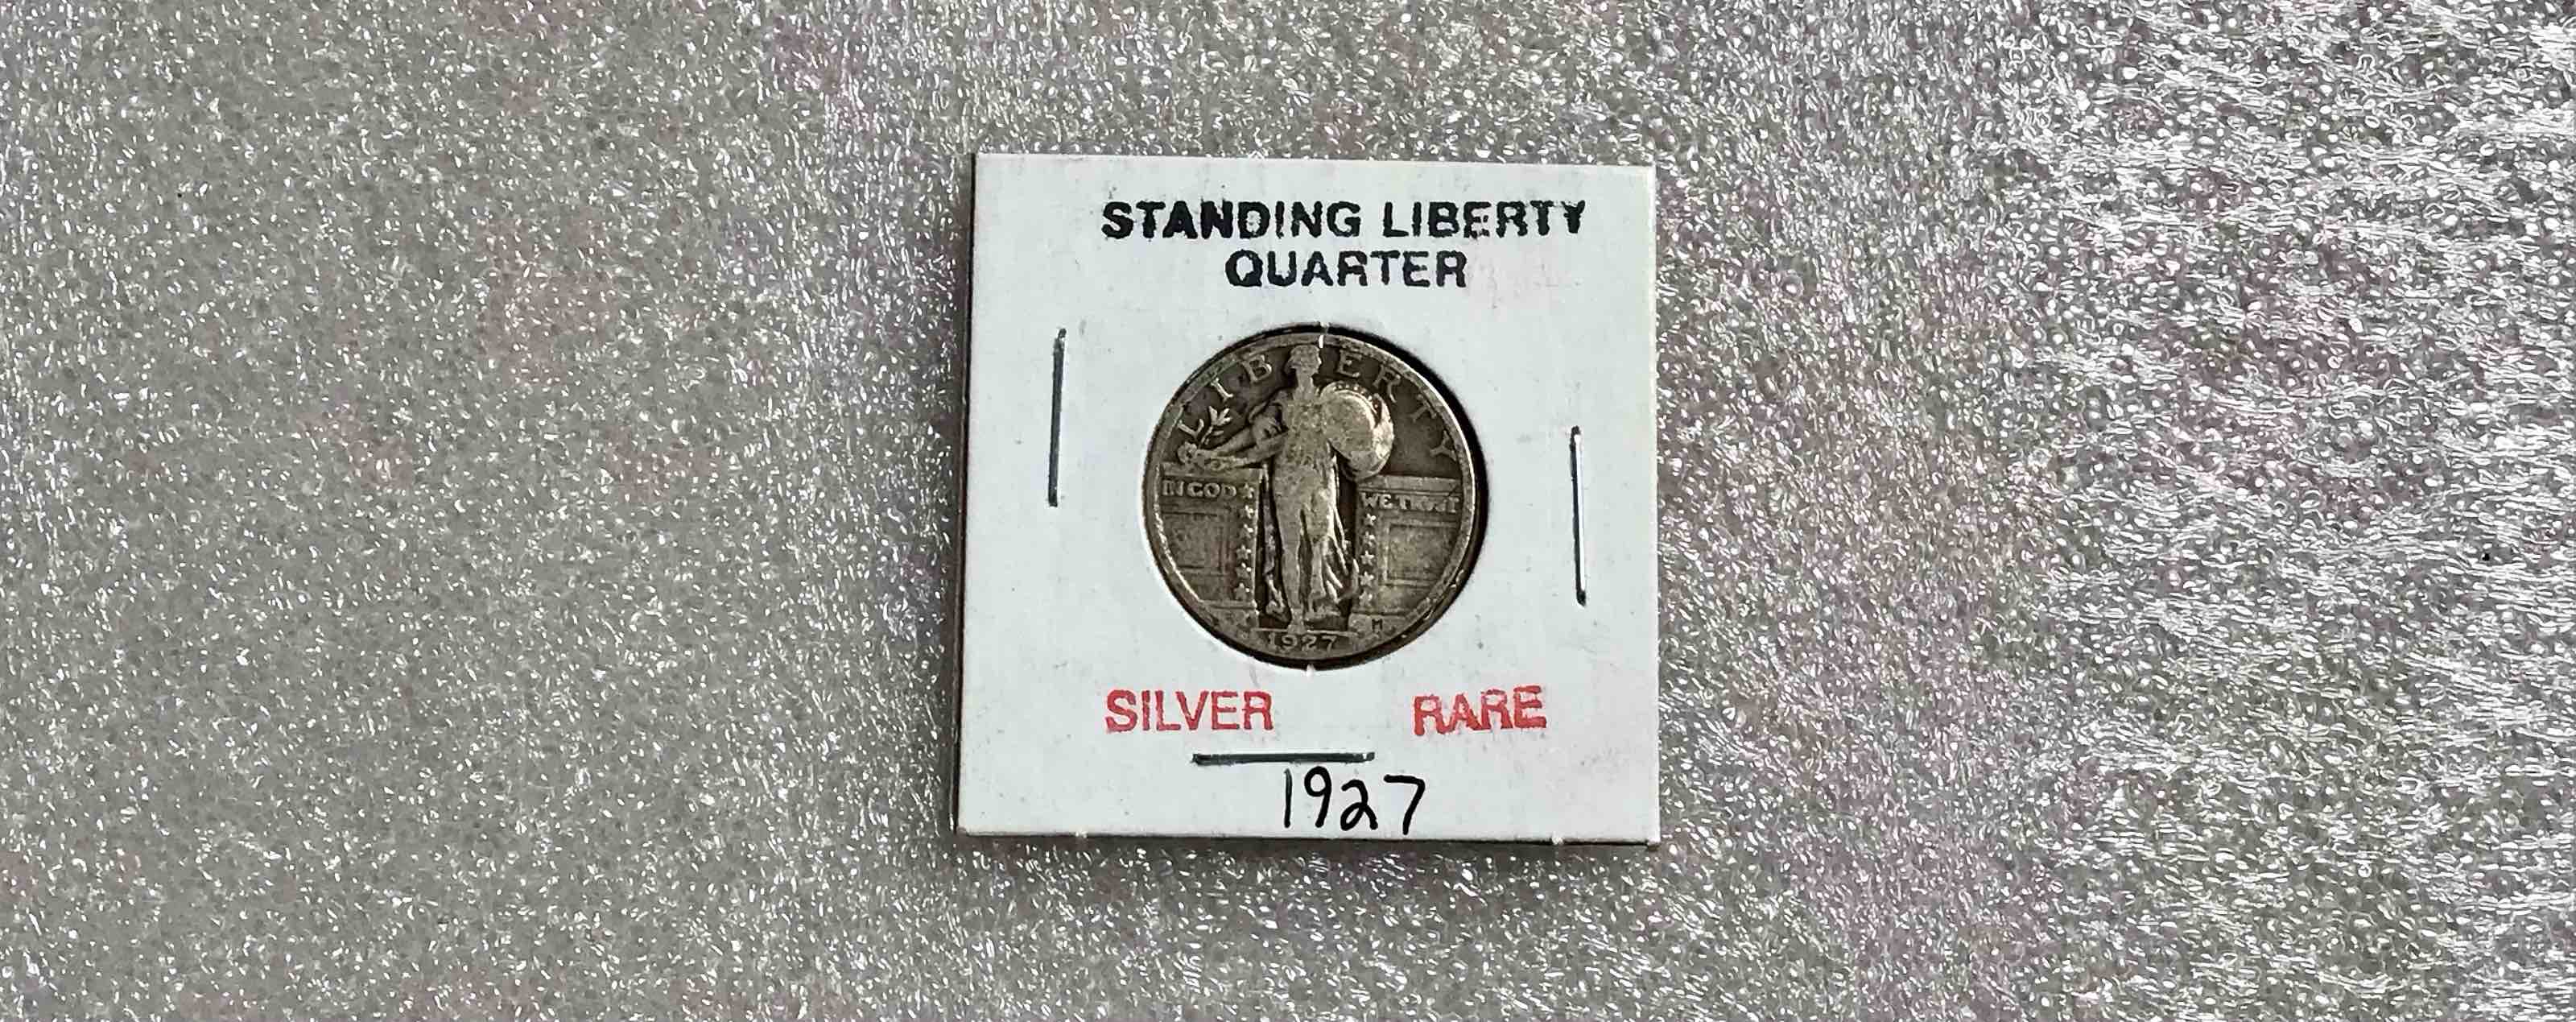 STANDING LIBERTY
QUARTER
LIBERTY
IN GOD WE TRUST
1927 M
SILVER RARE
1927